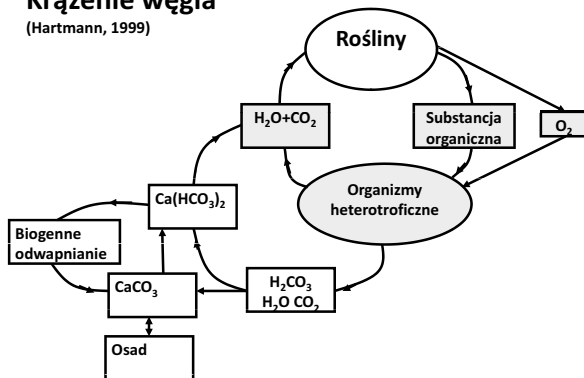 Krążenie węgla
(Hartmann, 1999)
Rośliny
H₂O+CO₂
Substancja
organiczna
O₂
Organizmy
heterotroficzne
Ca(HCO₃)₂
Biogenne
odwapnianie
CaCO₃
H₂CO₃
H₂O CO₂
Osad